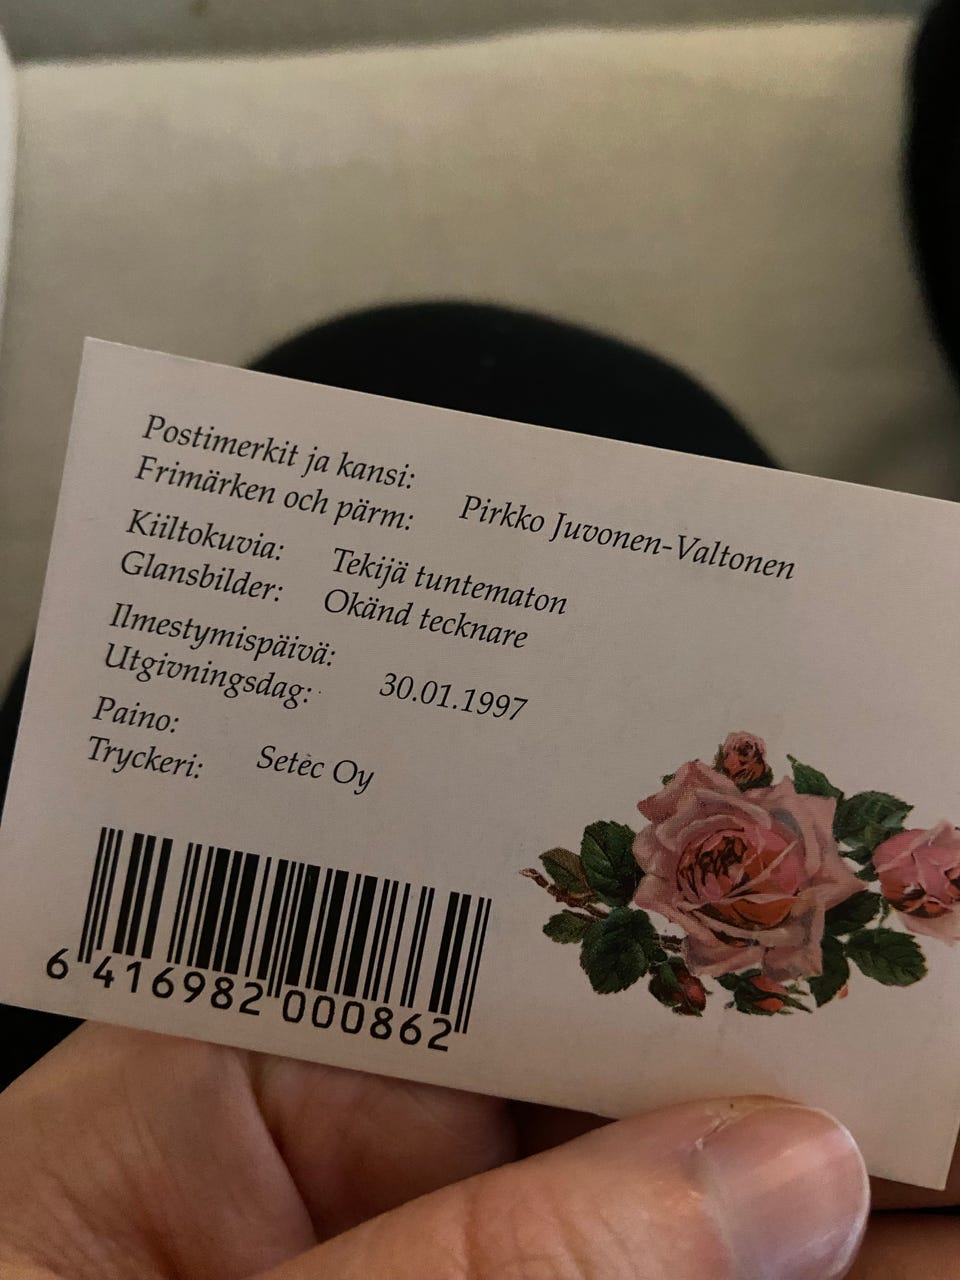 Postimerkit ja kansi:
Frimärken och pärm:
Pirkko Juvonen-Valtonen
Kiiltokuvia: Tekijä tuntematon
Glansbilder: Okänd tecknare
Ilmestymispäivä:
Utgivningsdag:
30.01.1997
Paino:
Tryckeri:
Setec Oy
6 416982 000862